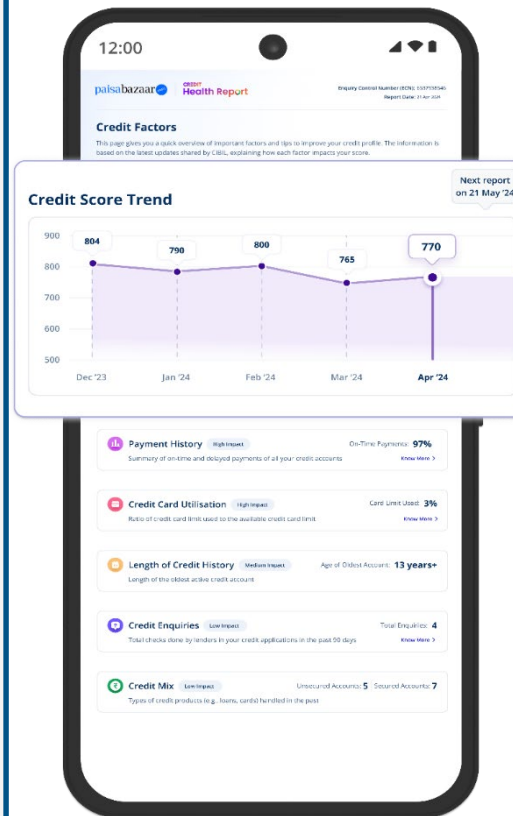 12:00
paisabazaar
CREDIT
Health Report
Enquiry Control Number (ECN):
Report Date: 21 Apr 2024
Credit Factors
This page gives you a quick overview of important factors and tips to improve your credit profile. The information is
based on the latest updates shared by CIBIL, explaining how each factor impacts your score.
Credit Score Trend
Next report
on 21 May '24
900
800
700
600
500
804
790
800
765
770
Dec '23
Jan '24
Feb '24
Mar '24
Apr '24
Payment History High Impact On-Time Payments: 97%
Summary of on-time and delayed payments of all your credit accounts Know More >
Credit Card Utilisation High Impact Card Limit Used: 3%
Ratio of credit card limit used to the available credit card limit Know More >
Length of Credit History Medium Impact Age of Oldest Account: 13 years+
Length of the oldest active credit account
Credit Enquiries Low Impact Total Enquiries: 4
Total checks done by lenders in your credit applications in the past 90 days Know More >
Credit Mix Low Impact Unsecured Accounts: 5 Secured Accounts: 7
Types of credit products (e.g., loans, cards) handled in the past